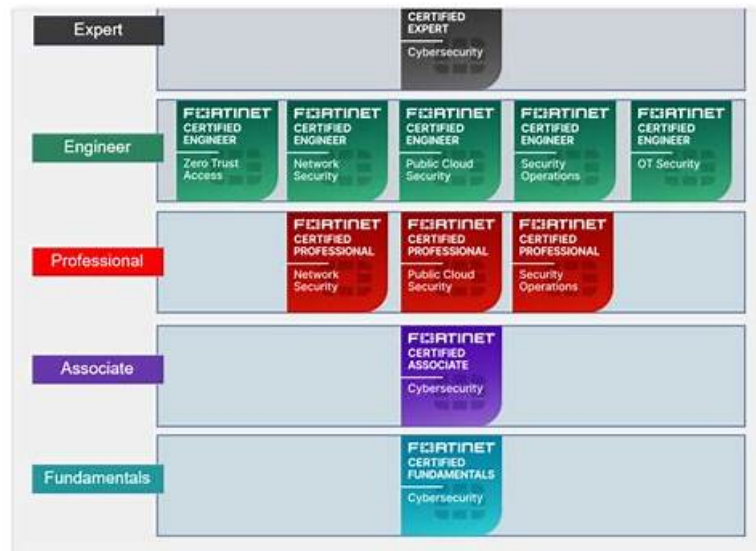 Expert
CERTIFIED
EXPERT
Cybersecurity
Engineer
FORTINET
CERTIFIED
ENGINEER
Zero Trust
Access
FORTINET
CERTIFIED
ENGINEER
Network
Security
FORTINET
CERTIFIED
ENGINEER
Public Cloud
Security
FORTINET
CERTIFIED
ENGINEER
Security
Operations
FORTINET
CERTIFIED
ENGINEER
OT Security
Professional
FORTINET
CERTIFIED
PROFESSIONAL
Network
Security
FORTINET
CERTIFIED
PROFESSIONAL
Public Cloud
Security
FORTINET
CERTIFIED
PROFESSIONAL
Security
Operations
Associate
FORTINET
CERTIFIED
ASSOCIATE
Cybersecurity
Fundamentals
FORTINET
CERTIFIED
FUNDAMENTALS
Cybersecurity